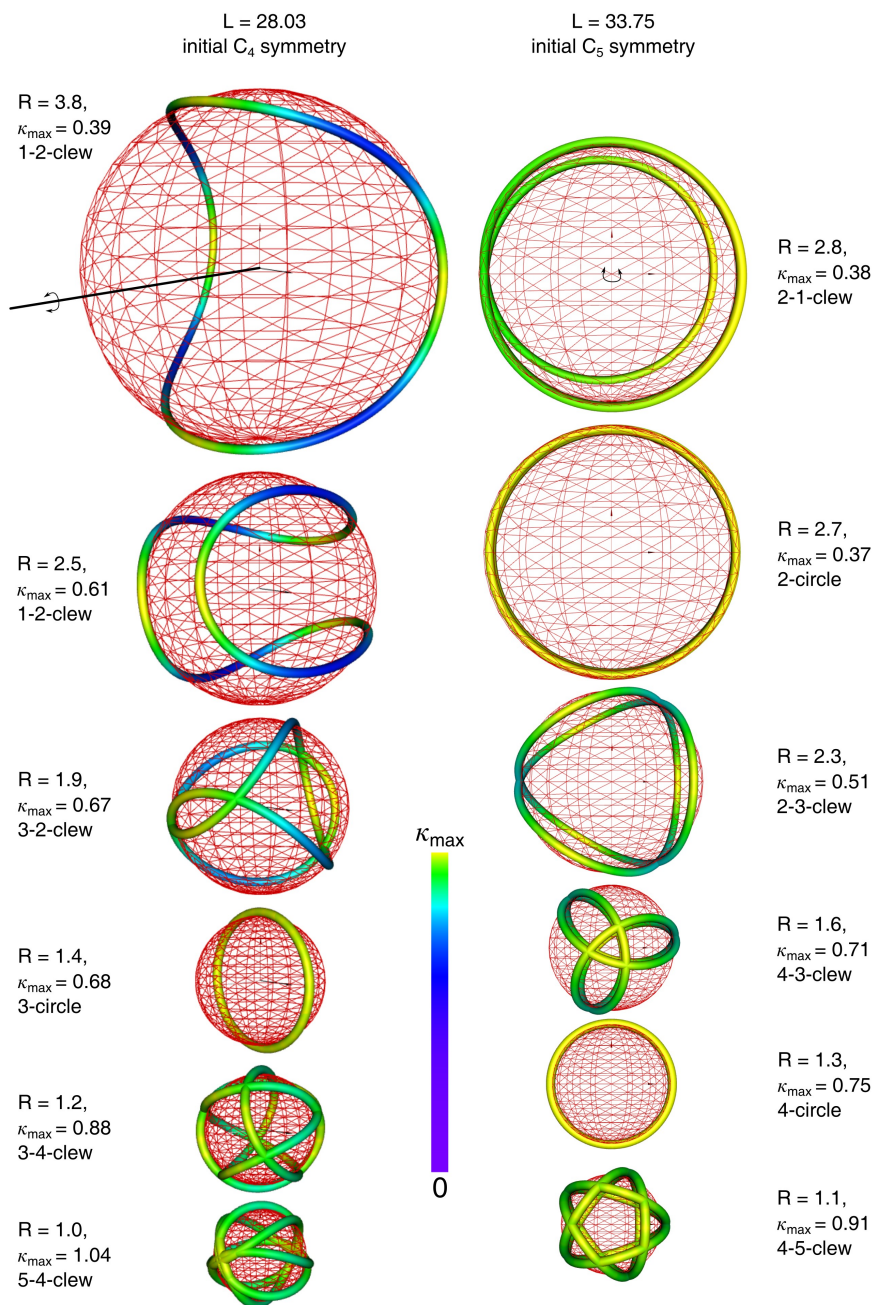 L = 28.03
initial C₄ symmetry
R = 3.8,
κmax = 0.39
1-2-clew
R = 2.5,
κmax = 0.61
1-2-clew
R = 1.9,
κmax = 0.67
3-2-clew
R = 1.4,
κmax = 0.68
3-circle
R = 1.2,
κmax = 0.88
3-4-clew
R = 1.0,
κmax = 1.04
5-4-clew
κmax
0
L = 33.75
initial C₅ symmetry
R = 2.8,
κmax = 0.38
2-1-clew
R = 2.7,
κmax = 0.37
2-circle
R = 2.3,
κmax = 0.51
2-3-clew
R = 1.6,
κmax = 0.71
4-3-clew
R = 1.3,
κmax = 0.75
4-circle
R = 1.1,
κmax = 0.91
4-5-clew